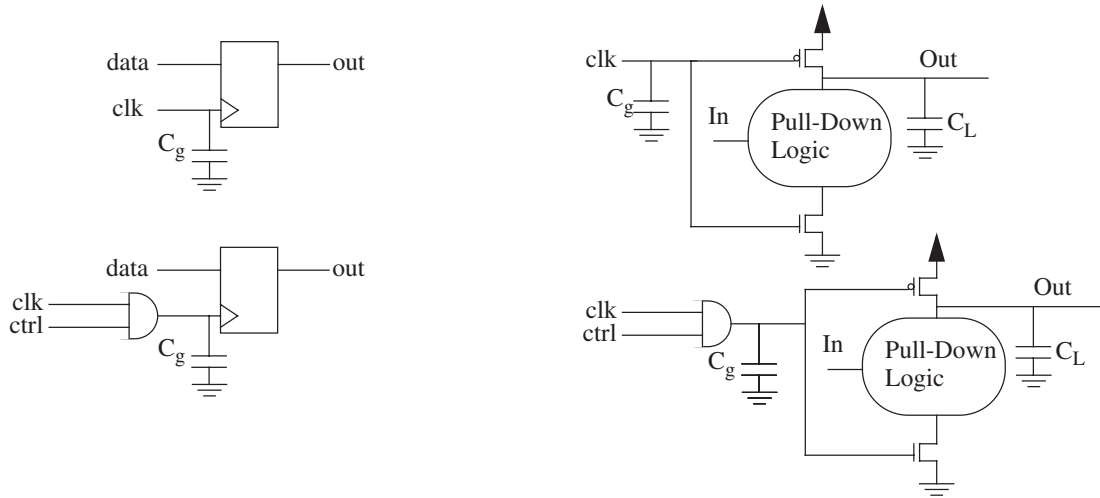 data
out
clk
C_g
data
out
clk
ctrl
C_g
clk
C_g
Out
In
Pull-Down
Logic
C_L
clk
ctrl
C_g
Out
In
Pull-Down
Logic
C_L